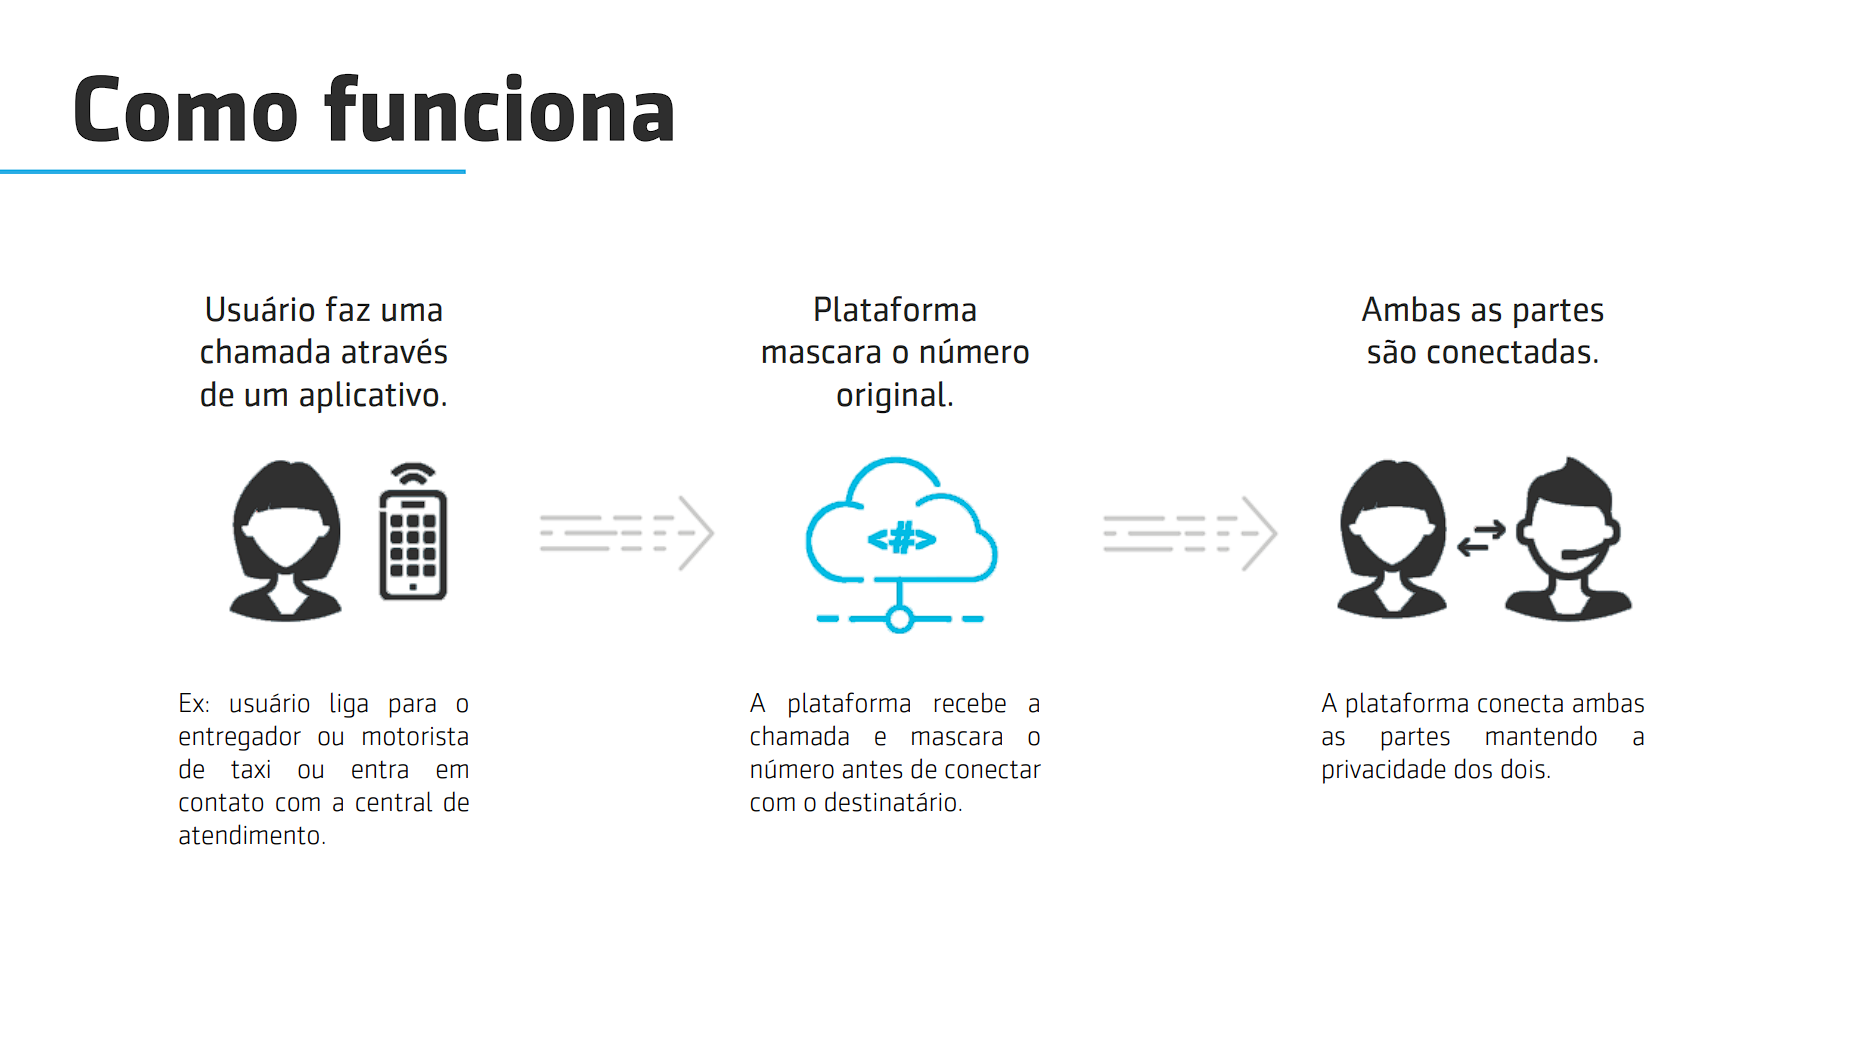 Como funciona
Usuário faz uma
chamada através
de um aplicativo.
Plataforma
mascara o número
original.
Ambas as partes
são conectadas.
<#>
Ex: usuário liga para o
entregador ou motorista
de taxi ou entra em
contato com a central de
atendimento.
A plataforma recebe a
chamada e mascara o
número antes de conectar
com o destinatário.
A plataforma conecta ambas
as partes mantendo a
privacidade dos dois.